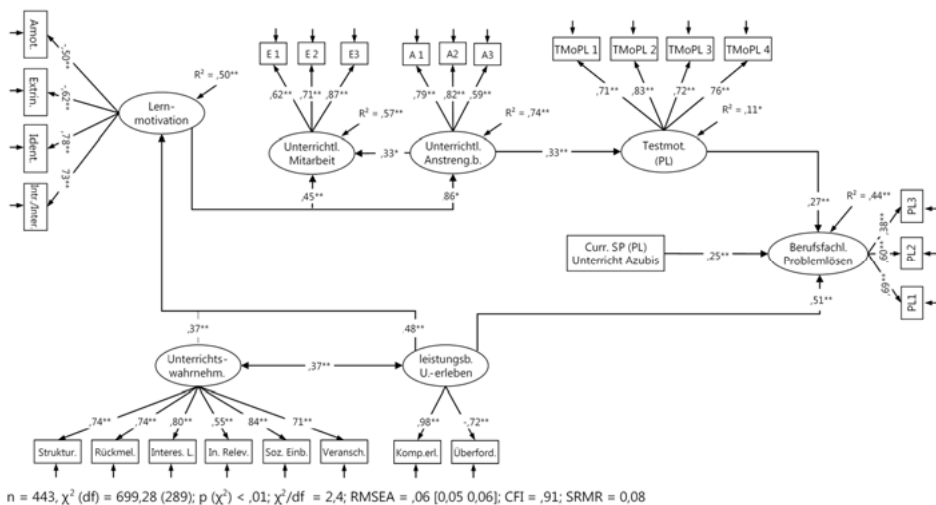 Amot.
Extrin.
Ident.
Intr./Inter.
-,50**
-,62**
,78**
,73**
Lern-
motivation
R² = ,50**
E 1
E 2
E3
,62**
,71**
,87**
R² = ,57**
Unterrichtl.
Mitarbeit
A 1
A2
A3
,79**
,82**
,59**
R² = ,74**
Unterrichtl.
Anstreng.b.
,33*
,45**
,86*
,33**
TMoPL 1
TMoPL 2
TMoPL 3
TMoPL 4
,71**
,83**
,72**
76**
R² = ,11*
Testmot.
(PL)
,27**
R² = ,44**
Curr. SP (PL)
Unterricht Azubis
,25**
Berufsfachl.
Problemlösen
,38**
,60**
,69**
PL3
PL2
PL1
,51**
,37**
,48**
Unterrichts-
wahrnehm.
,37**
leistungsb.
U.-erleben
,74**
,74**
,80**
,55**
84**
71**
,98**
-,72**
Struktur.
Rückmel.
Interes. L.
In. Relev.
Soz. Einb.
Veransch.
Komp.erl.
Überford.
n = 443, χ² (df) = 699,28 (289); p (χ²) < ,01; χ²/df = 2,4; RMSEA = ,06 [0,05 0,06]; CFI = ,91; SRMR = 0,08